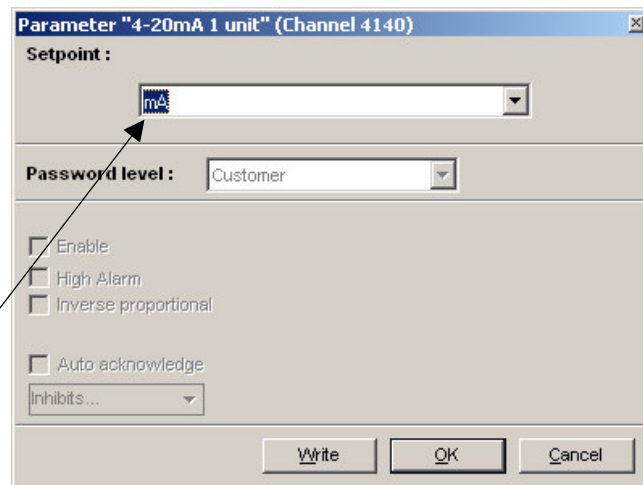 Parameter "4-20mA 1 unit" (Channel 4140)
Setpoint :
mA
Password level : Customer
Enable
High Alarm
Inverse proportional
Auto acknowledge
Inhibits...
Write OK Cancel